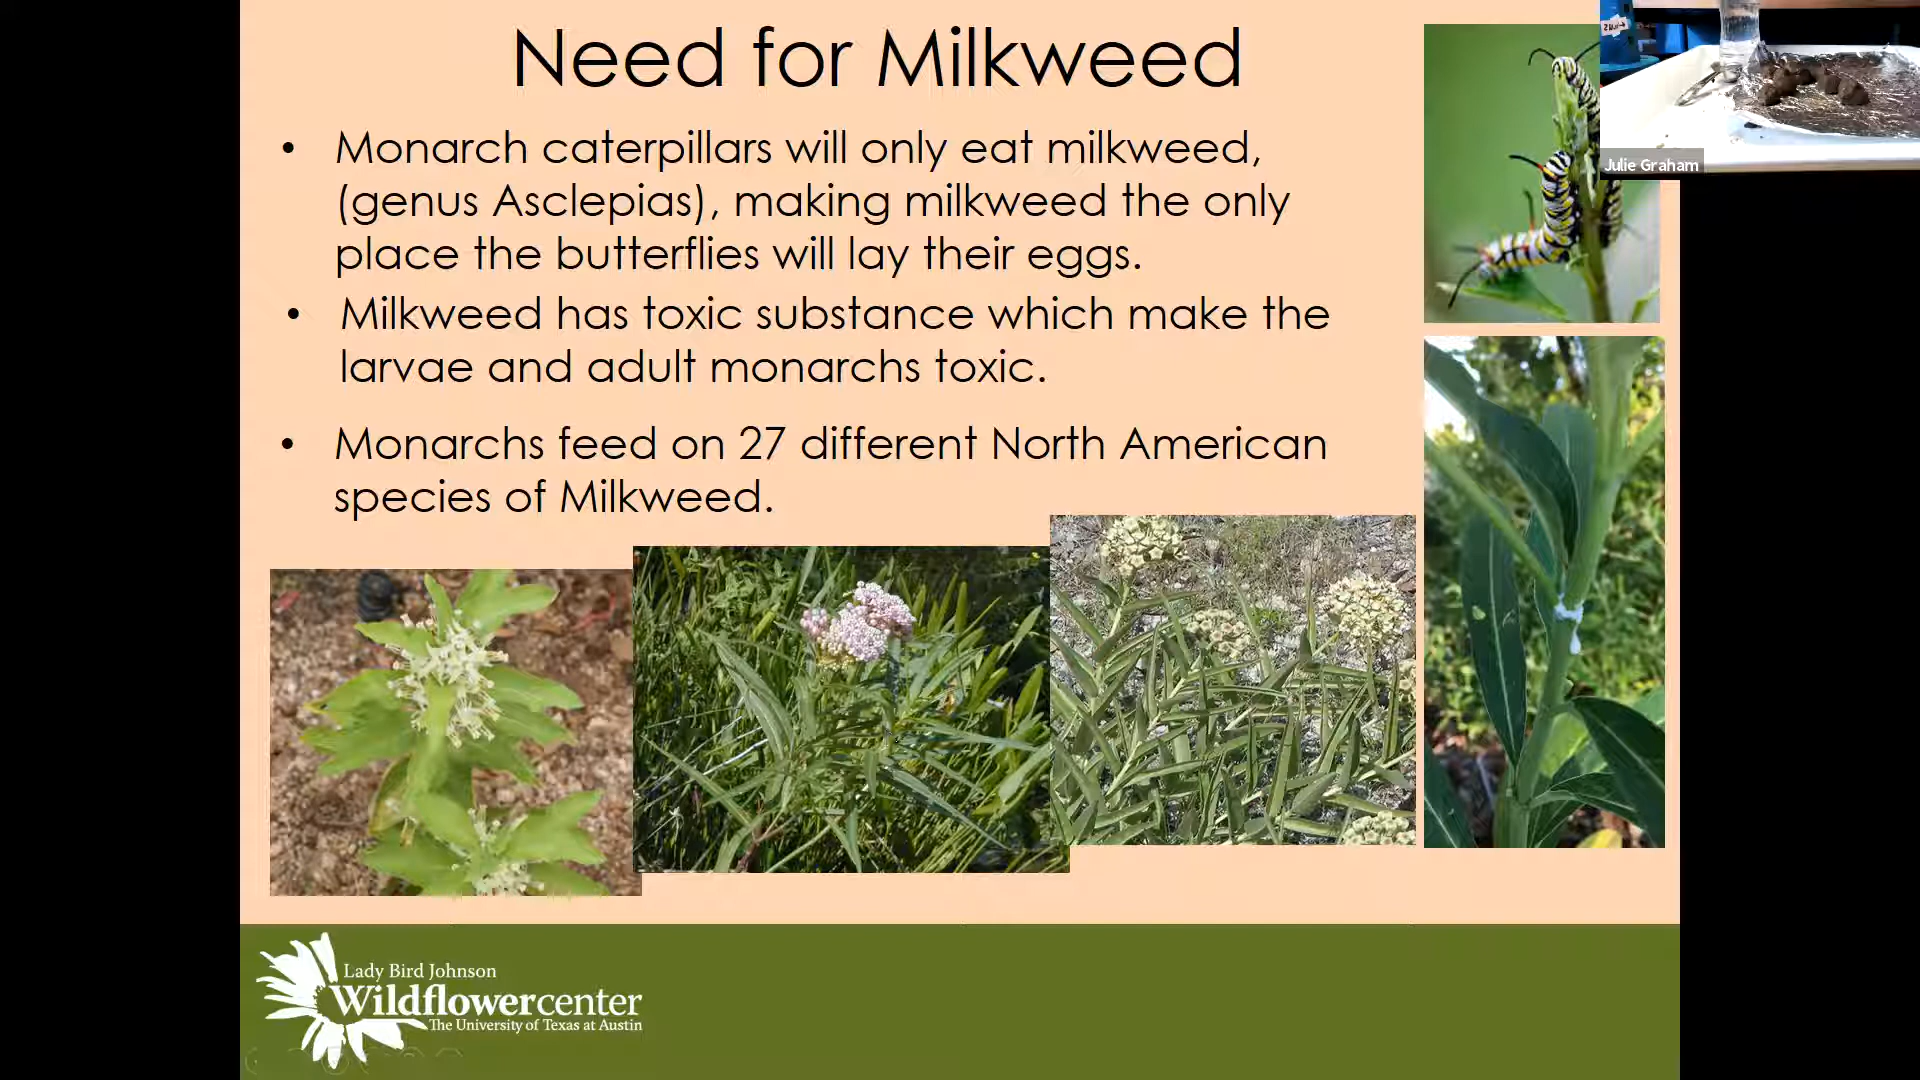 Need for Milkweed
• Monarch caterpillars will only eat milkweed,
(genus Asclepias), making milkweed the only
place the butterflies will lay their eggs.
• Milkweed has toxic substance which make the
larvae and adult monarchs toxic.
• Monarchs feed on 27 different North American
species of Milkweed.
Julie Graham
Lady Bird Johnson
Wildflowercenter
The University of Texas at Austin